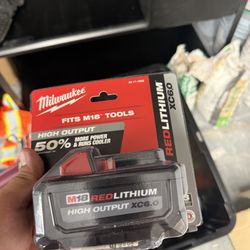 Milwaukee
FITS M18™ TOOLS
HIGH OUTPUT
50% MORE POWER
& RUNS COOLER
REDLITHIUM
XC6.0
M18 REDLITHIUM
HIGH OUTPUT XC6.0